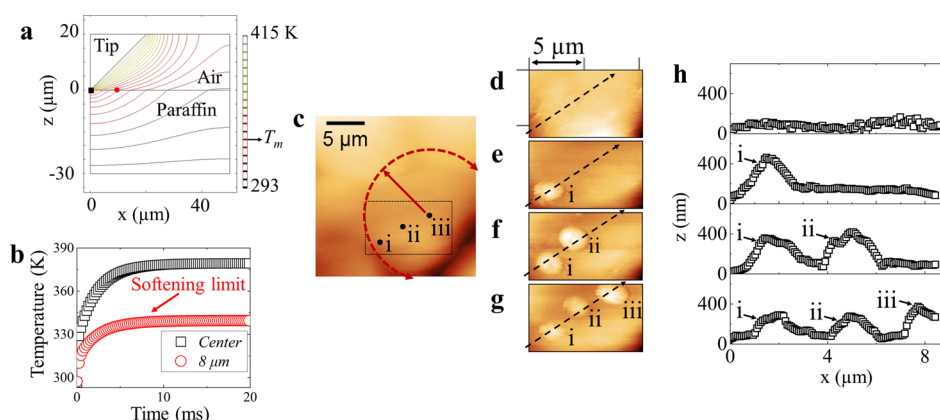 a
20
0
-30
z (µm)
Tip
Air
Paraffin
0
20
40
x (µm)
415 K
Tm
293
b
390
360
330
300
Temperature (K)
Softening limit
Center
8 µm
0
5
10
15
20
Time (ms)
c
5 µm
i
ii
iii
5 µm
d
e
i
f
ii
i
g
i
ii
iii
h
400
0
400
0
i
400
0
i
ii
400
0
i
ii
iii
z (nm)
0
4
8
x (µm)